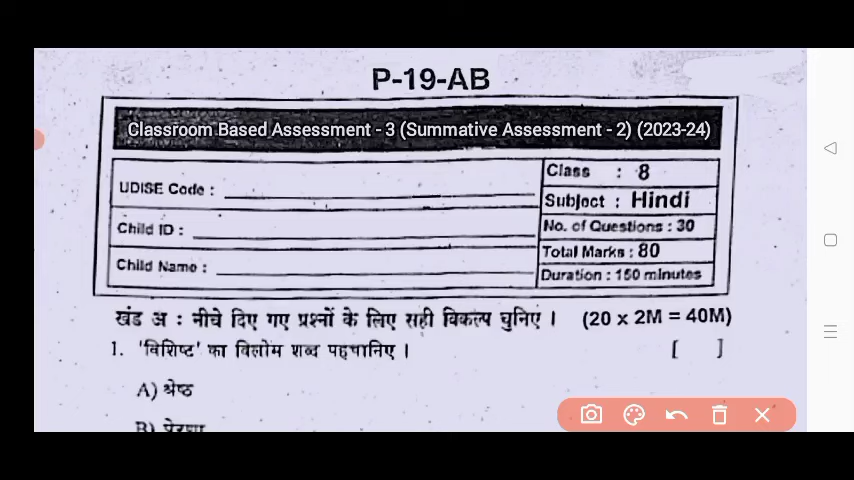 P-19-AB
Classroom Based Assessment - 3 (Summative Assessment - 2) (2023-24)
UDISE Code :
Child ID :
Child Name :
Class : 8
Subject : Hindi
No. of Questions : 30
Total Marks : 80
Duration : 150 minutes
खंड अ : नीचे दिए गए प्रश्नों के लिए सही विकल्प चुनिए । (20 x 2M = 40M)
1. 'विशिष्ट' का विलोम शब्द पहचानिए । [ ]
A) श्रेष्ठ
B) प्रेरणा